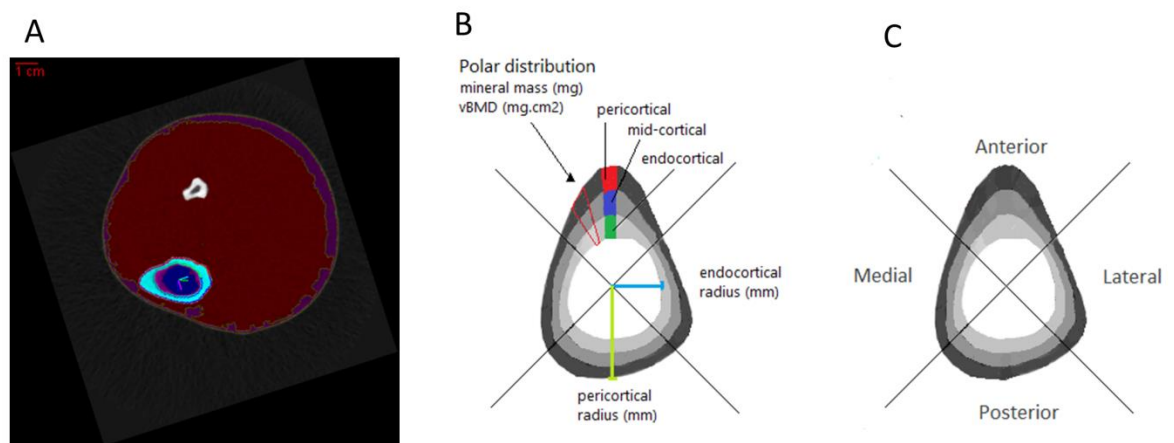 A
1 cm
B
Polar distribution
mineral mass (mg)
vBMD (mg.cm2)
pericortical
mid-cortical
endocortical
endocortical
radius (mm)
pericortical
radius (mm)
C
Anterior
Medial
Lateral
Posterior